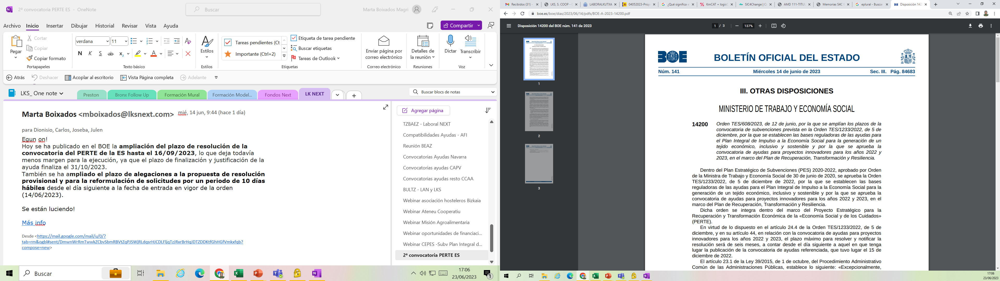 2ª convocatoria PERTE ES - OneNote
Buscar
Marta Boixados Magri
Archivo Inicio Insertar Dibujar Historial Revisar Vista Ayuda
Compartir
Pegar
Cortar
Copiar
Copiar formato
Portapapeles
verdana 11
N K S ab x₂ A
Texto básico
Estilos
Estilos
Tareas pendientes (Ct
Importante (Ctrl+2)
Etiqueta de tarea pendiente
Buscar etiquetas
Tareas de Outlook
Etiquetas
Enviar página por
correo electrónico
Correo electrónico
Detalles de
la reunión
Reuniones
Dictar
Transcribir
Voz
Atrás Deshacer Acoplar al escritorio Vista Página completa Adelante
LKS_ One note
Preston Bronx Follow Up Formación Mural Formación Model... Fondos Next LK NEXT
Buscar blocs de notas
Marta Boixados <mboixados@lksnext.com> mié, 14 jun, 9:44 (hace 1 día)
para Dionisio, Carlos, Joseba, Julen
Egun on!
Hoy se ha publicado en el BOE la ampliación del plazo de resolución de la
convocatoria del PERTE de la ES hasta el 16/09/2023, lo que deja todavía
menos margen para la ejecución, ya que el plazo de finalización y justificación de la
ayuda finaliza el 31/10/2023.
También se ha ampliado el plazo de alegaciones a la propuesta de resolución
provisional y para la reformulación de solicitudes por un periodo de 10 días
hábiles desde el día siguiente a la fecha de entrada en vigor de la orden
(14/06/2023).
Se están luciendo!
Más info
Desde <https://mail.google.com/mail/u/0/?
tab=rm&ogbl#sent/DmwnWrRmTwwkZCbvSbmRBVtZqPJSWjRLdqsrHJCDLFljqTzJRxrBrHqJDTZDDKtfGhHGfVmkxfqb?
compose=new>
Agregar página
TZBAEZ - Laboral NEXT
Compatibilidades Ayudas - AFI
Reunión BEAZ
Convocatorias Ayudas Navarra
Convocatorias ayudas CAPV
Convocatorias ayudas resto CCAA
BULTZ - LAN y LKS
Webinar asociación hosteleros Bizkaia
Webinar Ateneu Cooperatiu
Webinar Misión Agroalimentaria
Webinar oportunidades de financiaci...
Webinar CEPES -Subv Plan Integral d...
2ª convocatoria PERTE ES
Buscar
17:06
23/06/2023
1
Recibidos (31) LKS, S. COOP - LABORALKUTXA 04052023-Prop ¿Qué significa e KmCAT + logis SIC4Change | AMD 111-TITUL Memorias S4C eplural - Busca Disposición 142
boe.es/boe/dias/2023/06/14/pdfs/BOE-A-2023-14200.pdf
Disposición 14200 del BOE núm. 141 de 2023
1 / 3
137%
1
2
3
BOE
BOLETÍN OFICIAL DEL ESTADO
Núm. 141 Miércoles 14 de junio de 2023 Sec. III. Pág. 84683
III. OTRAS DISPOSICIONES
MINISTERIO DE TRABAJO Y ECONOMÍA SOCIAL
14200 Orden TES/608/2023, de 12 de junio, por la que se amplían los plazos de la
convocatoria de subvenciones prevista en la Orden TES/1233/2022, de 5 de
diciembre, por la que se establecen las bases reguladoras de las ayudas para
el Plan Integral de Impulso a la Economía Social para la generación de un
tejido económico, inclusivo y sostenible y por la que se aprueba la
convocatoria de ayudas para proyectos innovadores para los años 2022 y
2023, en el marco del Plan de Recuperación, Transformación y Resiliencia.
Dentro del Plan Estratégico de Subvenciones (PES) 2020-2022, aprobado por Orden
de la Ministra de Trabajo y Economía Social de 30 de junio de 2020, se aprueba la Orden
TES/1233/2022, de 5 de diciembre de 2022, por la que se establecen las bases
reguladoras de las ayudas para el Plan Integral de Impulso a la Economía Social para la
generación de un tejido económico, inclusivo y sostenible y por la que se aprueba la
convocatoria de ayudas para proyectos innovadores para los años 2022 y 2023, en el
marco del Plan de Recuperación, Transformación y Resiliencia.
Dicha orden se integra dentro del marco del Proyecto Estratégico para la
Recuperación y Transformación Económica de la «Economía Social y de los Cuidados»
(PERTE).
En virtud de lo dispuesto en el artículo 24.4 de la Orden TES/1233/2022, de 5 de
diciembre, y en su artículo 44, en relación con la convocatoria de ayudas para proyectos
innovadores para los años 2022 y 2023, el plazo máximo para resolver y notificar la
resolución será de seis meses, a contar desde el día siguiente a aquel en que tenga
lugar la publicación de la convocatoria de ayudas referenciada, que tuvo lugar el 15 de
diciembre de 2022.
El artículo 23.1 de la Ley 39/2015, de 1 de octubre, del Procedimiento Administrativo
Común de las Administraciones Públicas, establece lo siguiente: «Excepcionalmente,
17:06
23/06/2023